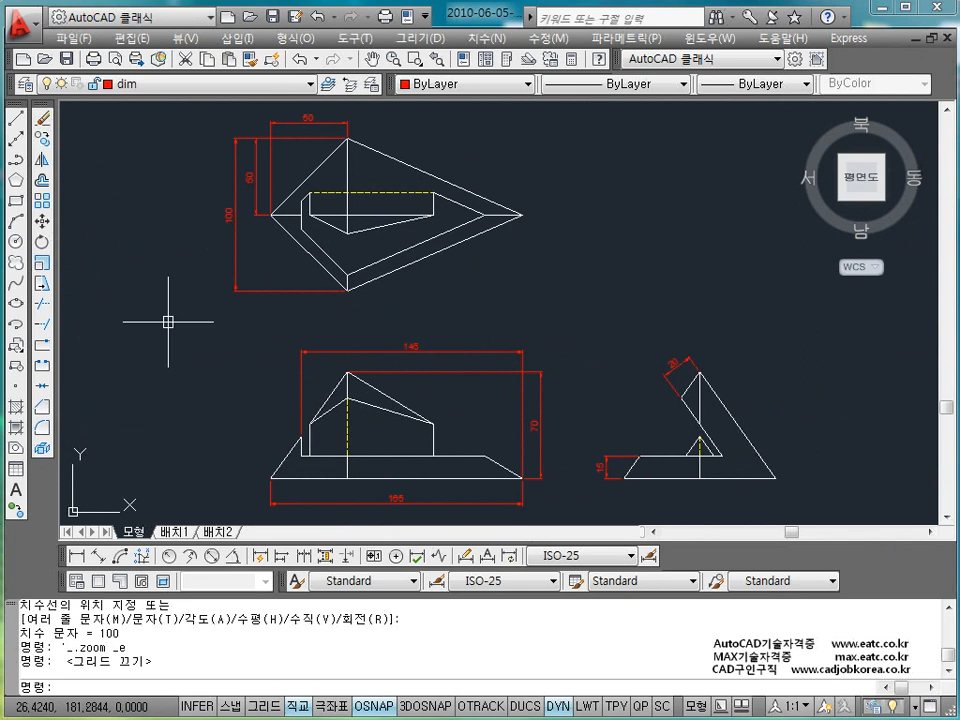 AutoCAD 클래식
2010-06-05-...
키워드 또는 구절 입력
파일(F) 편집(E) 뷰(V) 삽입(I) 형식(O) 도구(T) 그리기(D) 치수(N) 수정(M) 파라메트릭(P) 윈도우(W) 도움말(H) Express
AutoCAD 클래식
dim ByLayer ByLayer ByLayer ByColor
50
50
100
북
서 평면도 동
남
WCS
145
20
70
15
165
Y
X
모형 배치1 배치2
ISO-25
Standard ISO-25 Standard Standard
치수선의 위치 지정 또는
[여러 줄 문자(M)/문자(T)/각도(A)/수평(H)/수직(V)/회전(R)]:
치수 문자 = 100
명령: '_.zoom _e
명령: <그리드 끄기>
명령:
AutoCAD기술자격증 www.eatc.co.kr
MAX기술자격증 max.eatc.co.kr
CAD구인구직 www.cadjobkorea.co.kr
26.4240, 181.2844, 0.0000 INFER 스냅 그리드 직교 극좌표 OSNAP 3DOSNAP OTRACK DUCS DYN LWT TPY QP SC 모형 1:1